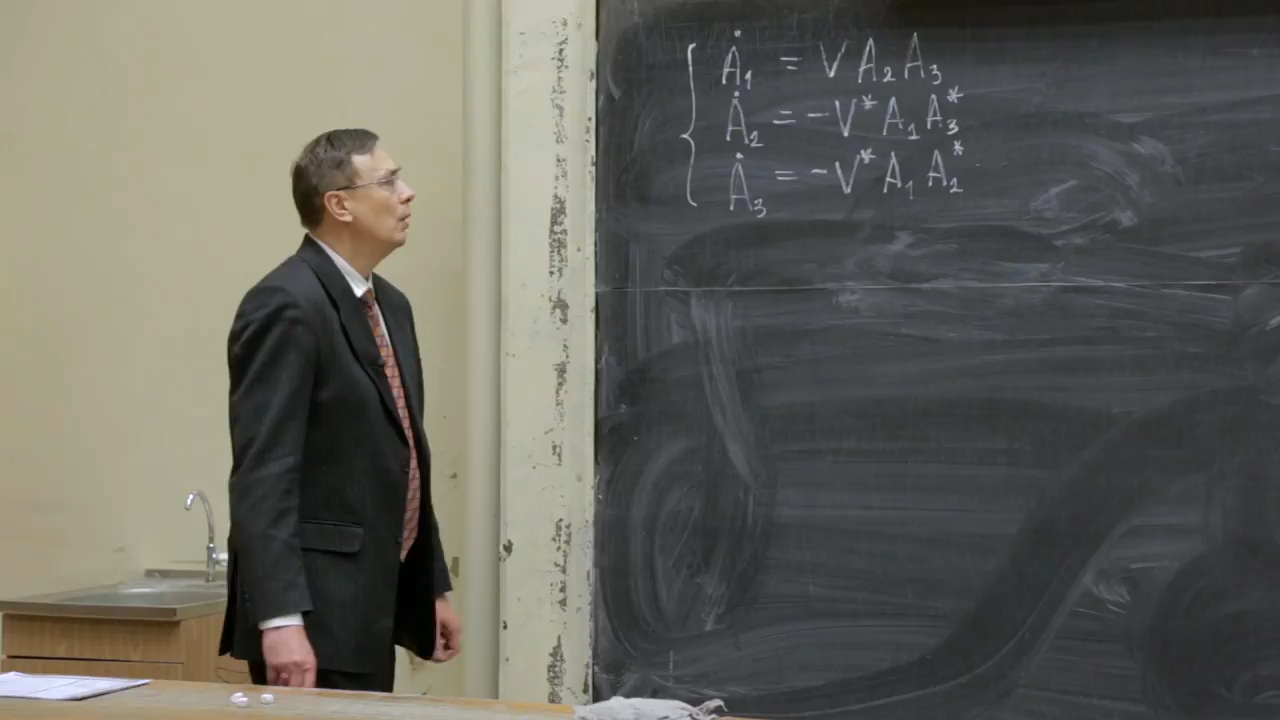 Ȧ₁ = V A₂ A₃
Ȧ₂ = - V* A₁ A₃*
Ȧ₃ = - V* A₁ A₂*